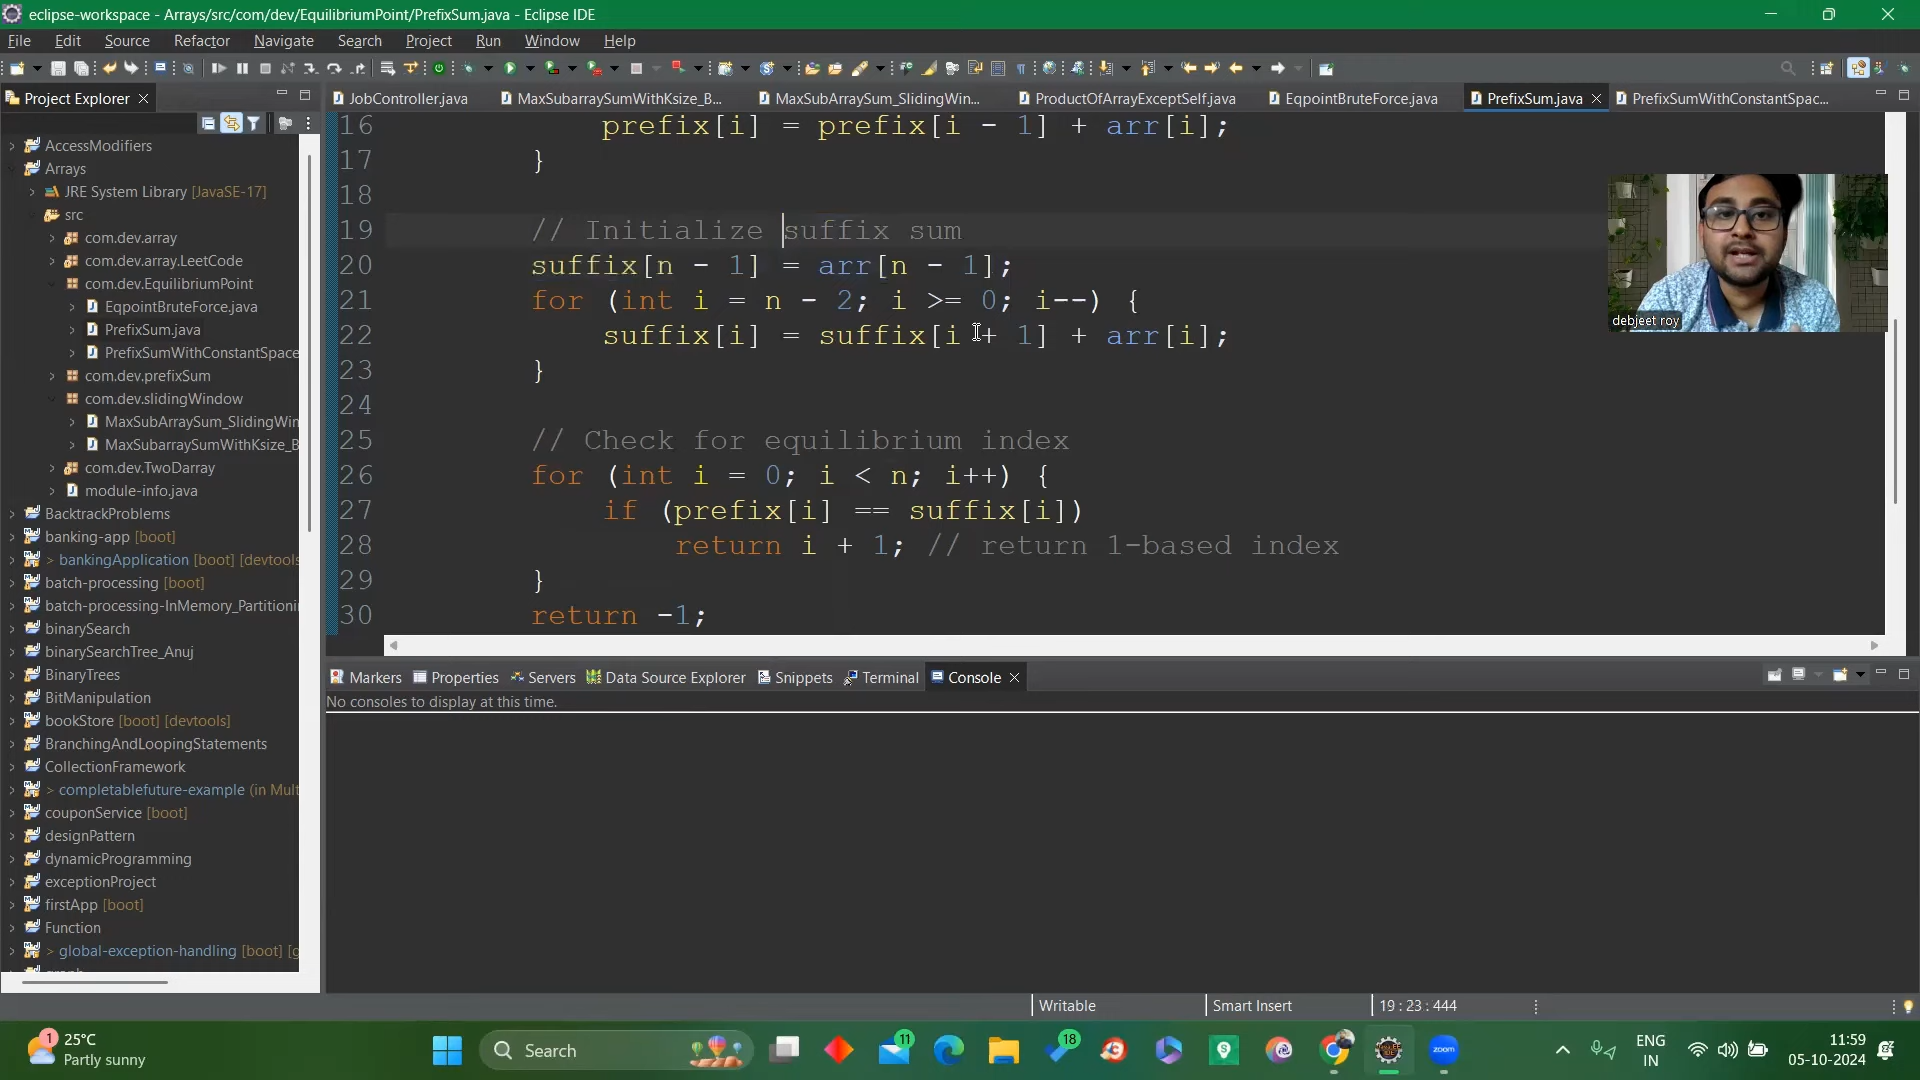 eclipse-workspace - Arrays/src/com/dev/EquilibriumPoint/PrefixSum.java - Eclipse IDE
File Edit Source Refactor Navigate Search Project Run Window Help
Project Explorer
JobController.java
MaxSubarraySumWithKsize_B...
MaxSubArraySum_SlidingWin...
ProductOfArrayExceptSelf.java
EqpointBruteForce.java
PrefixSum.java
PrefixSumWithConstantSpac...
AccessModifiers
Arrays
JRE System Library [JavaSE-17]
src
com.dev.array
com.dev.array.LeetCode
com.dev.EquilibriumPoint
EqpointBruteForce.java
PrefixSum.java
PrefixSumWithConstantSpace
com.dev.prefixSum
com.dev.slidingWindow
MaxSubArraySum_SlidingWin
MaxSubarraySumWithKsize_B
com.dev.TwoDarray
module-info.java
BacktrackProblems
banking-app [boot]
> bankingApplication [boot] [devtools
batch-processing [boot]
batch-processing-InMemory_Partitioni
binarySearch
binarySearchTree_Anuj
BinaryTrees
BitManipulation
bookStore [boot] [devtools]
BranchingAndLoopingStatements
CollectionFramework
> completablefuture-example (in Mult
couponService [boot]
designPattern
dynamicProgramming
exceptionProject
firstApp [boot]
Function
> global-exception-handling [boot] [g
16 prefix[i] = prefix[i - 1] + arr[i];
17 }
18
19 // Initialize suffix sum
20 suffix[n - 1] = arr[n - 1];
21 for (int i = n - 2; i >= 0; i--) {
22 suffix[i] = suffix[i + 1] + arr[i];
23 }
24
25 // Check for equilibrium index
26 for (int i = 0; i < n; i++) {
27 if (prefix[i] == suffix[i])
28 return i + 1; // return 1-based index
29 }
30 return -1;
debjeet roy
Markers Properties Servers Data Source Explorer Snippets Terminal Console
No consoles to display at this time.
Writable Smart Insert 19 : 23 : 444
1
25°C
Partly sunny
Search
11
18
zoom
ENG
IN
11:59
05-10-2024